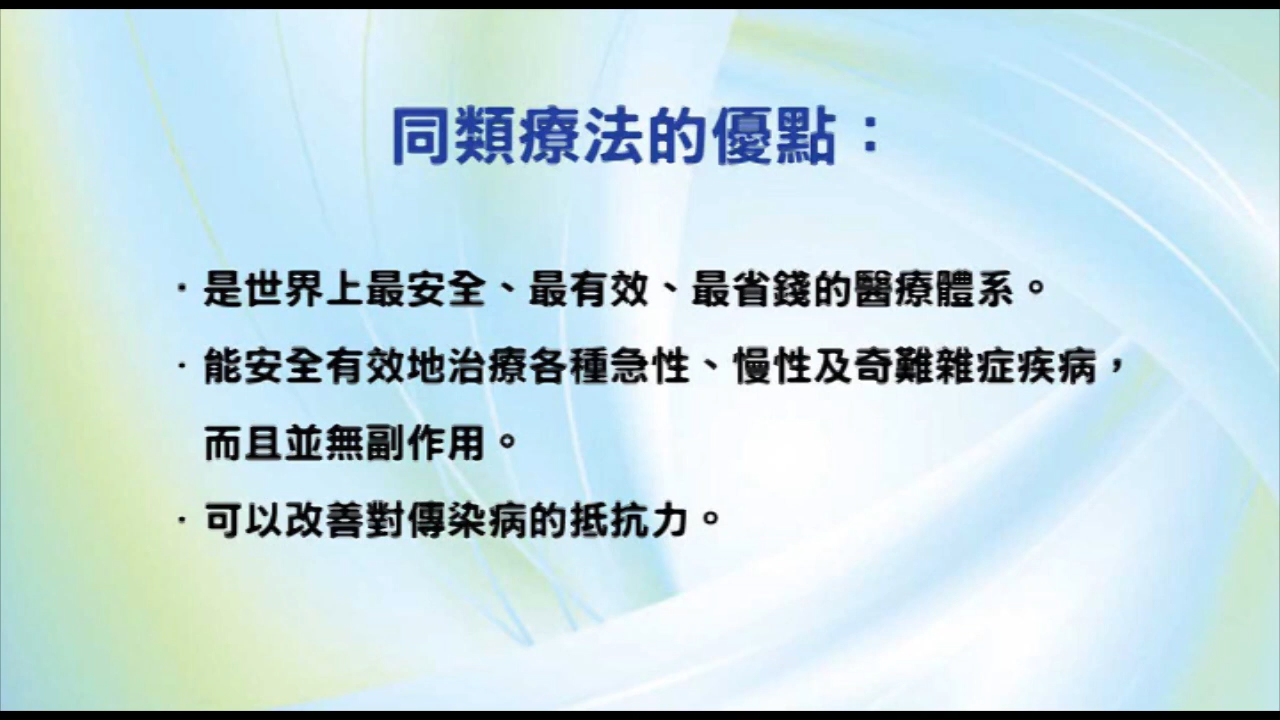 同類療法的優點：
·是世界上最安全、最有效、最省錢的醫療體系。
·能安全有效地治療各種急性、慢性及奇難雜症疾病，
而且並無副作用。
·可以改善對傳染病的抵抗力。